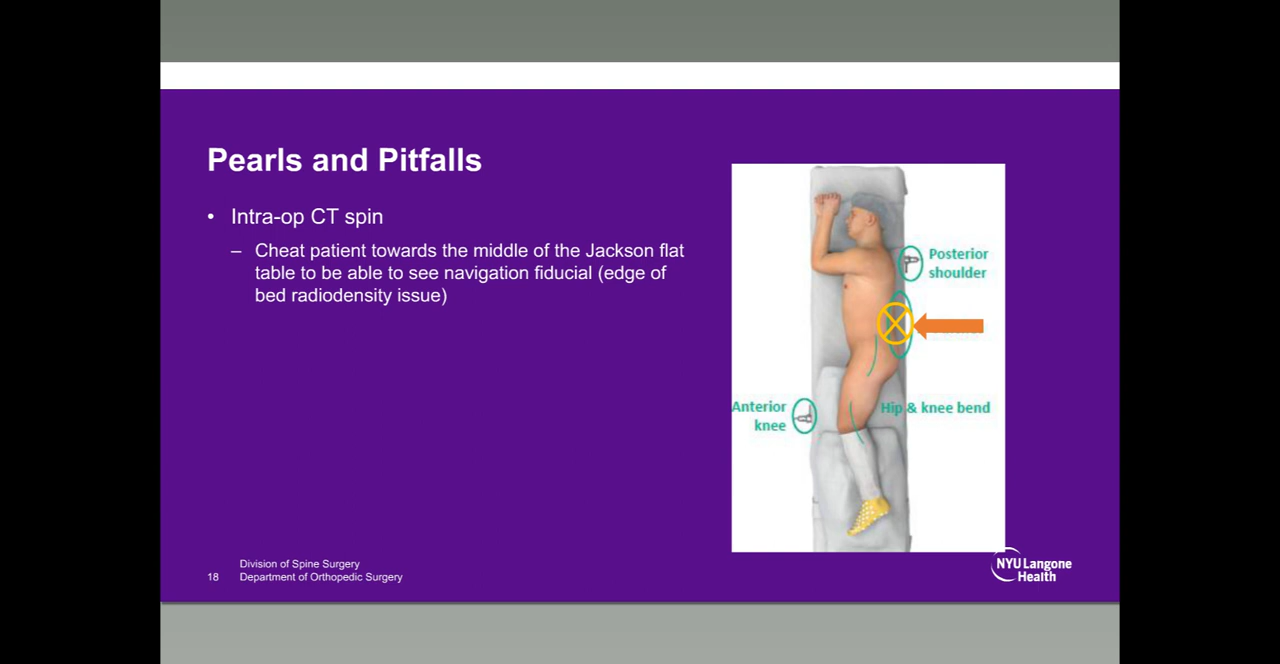 Pearls and Pitfalls
• Intra-op CT spin
– Cheat patient towards the middle of the Jackson flat
table to be able to see navigation fiducial (edge of
bed radiodensity issue)
Posterior
shoulder
Anterior
knee
Hip & knee bend
Division of Spine Surgery
18 Department of Orthopedic Surgery
NYU Langone
Health